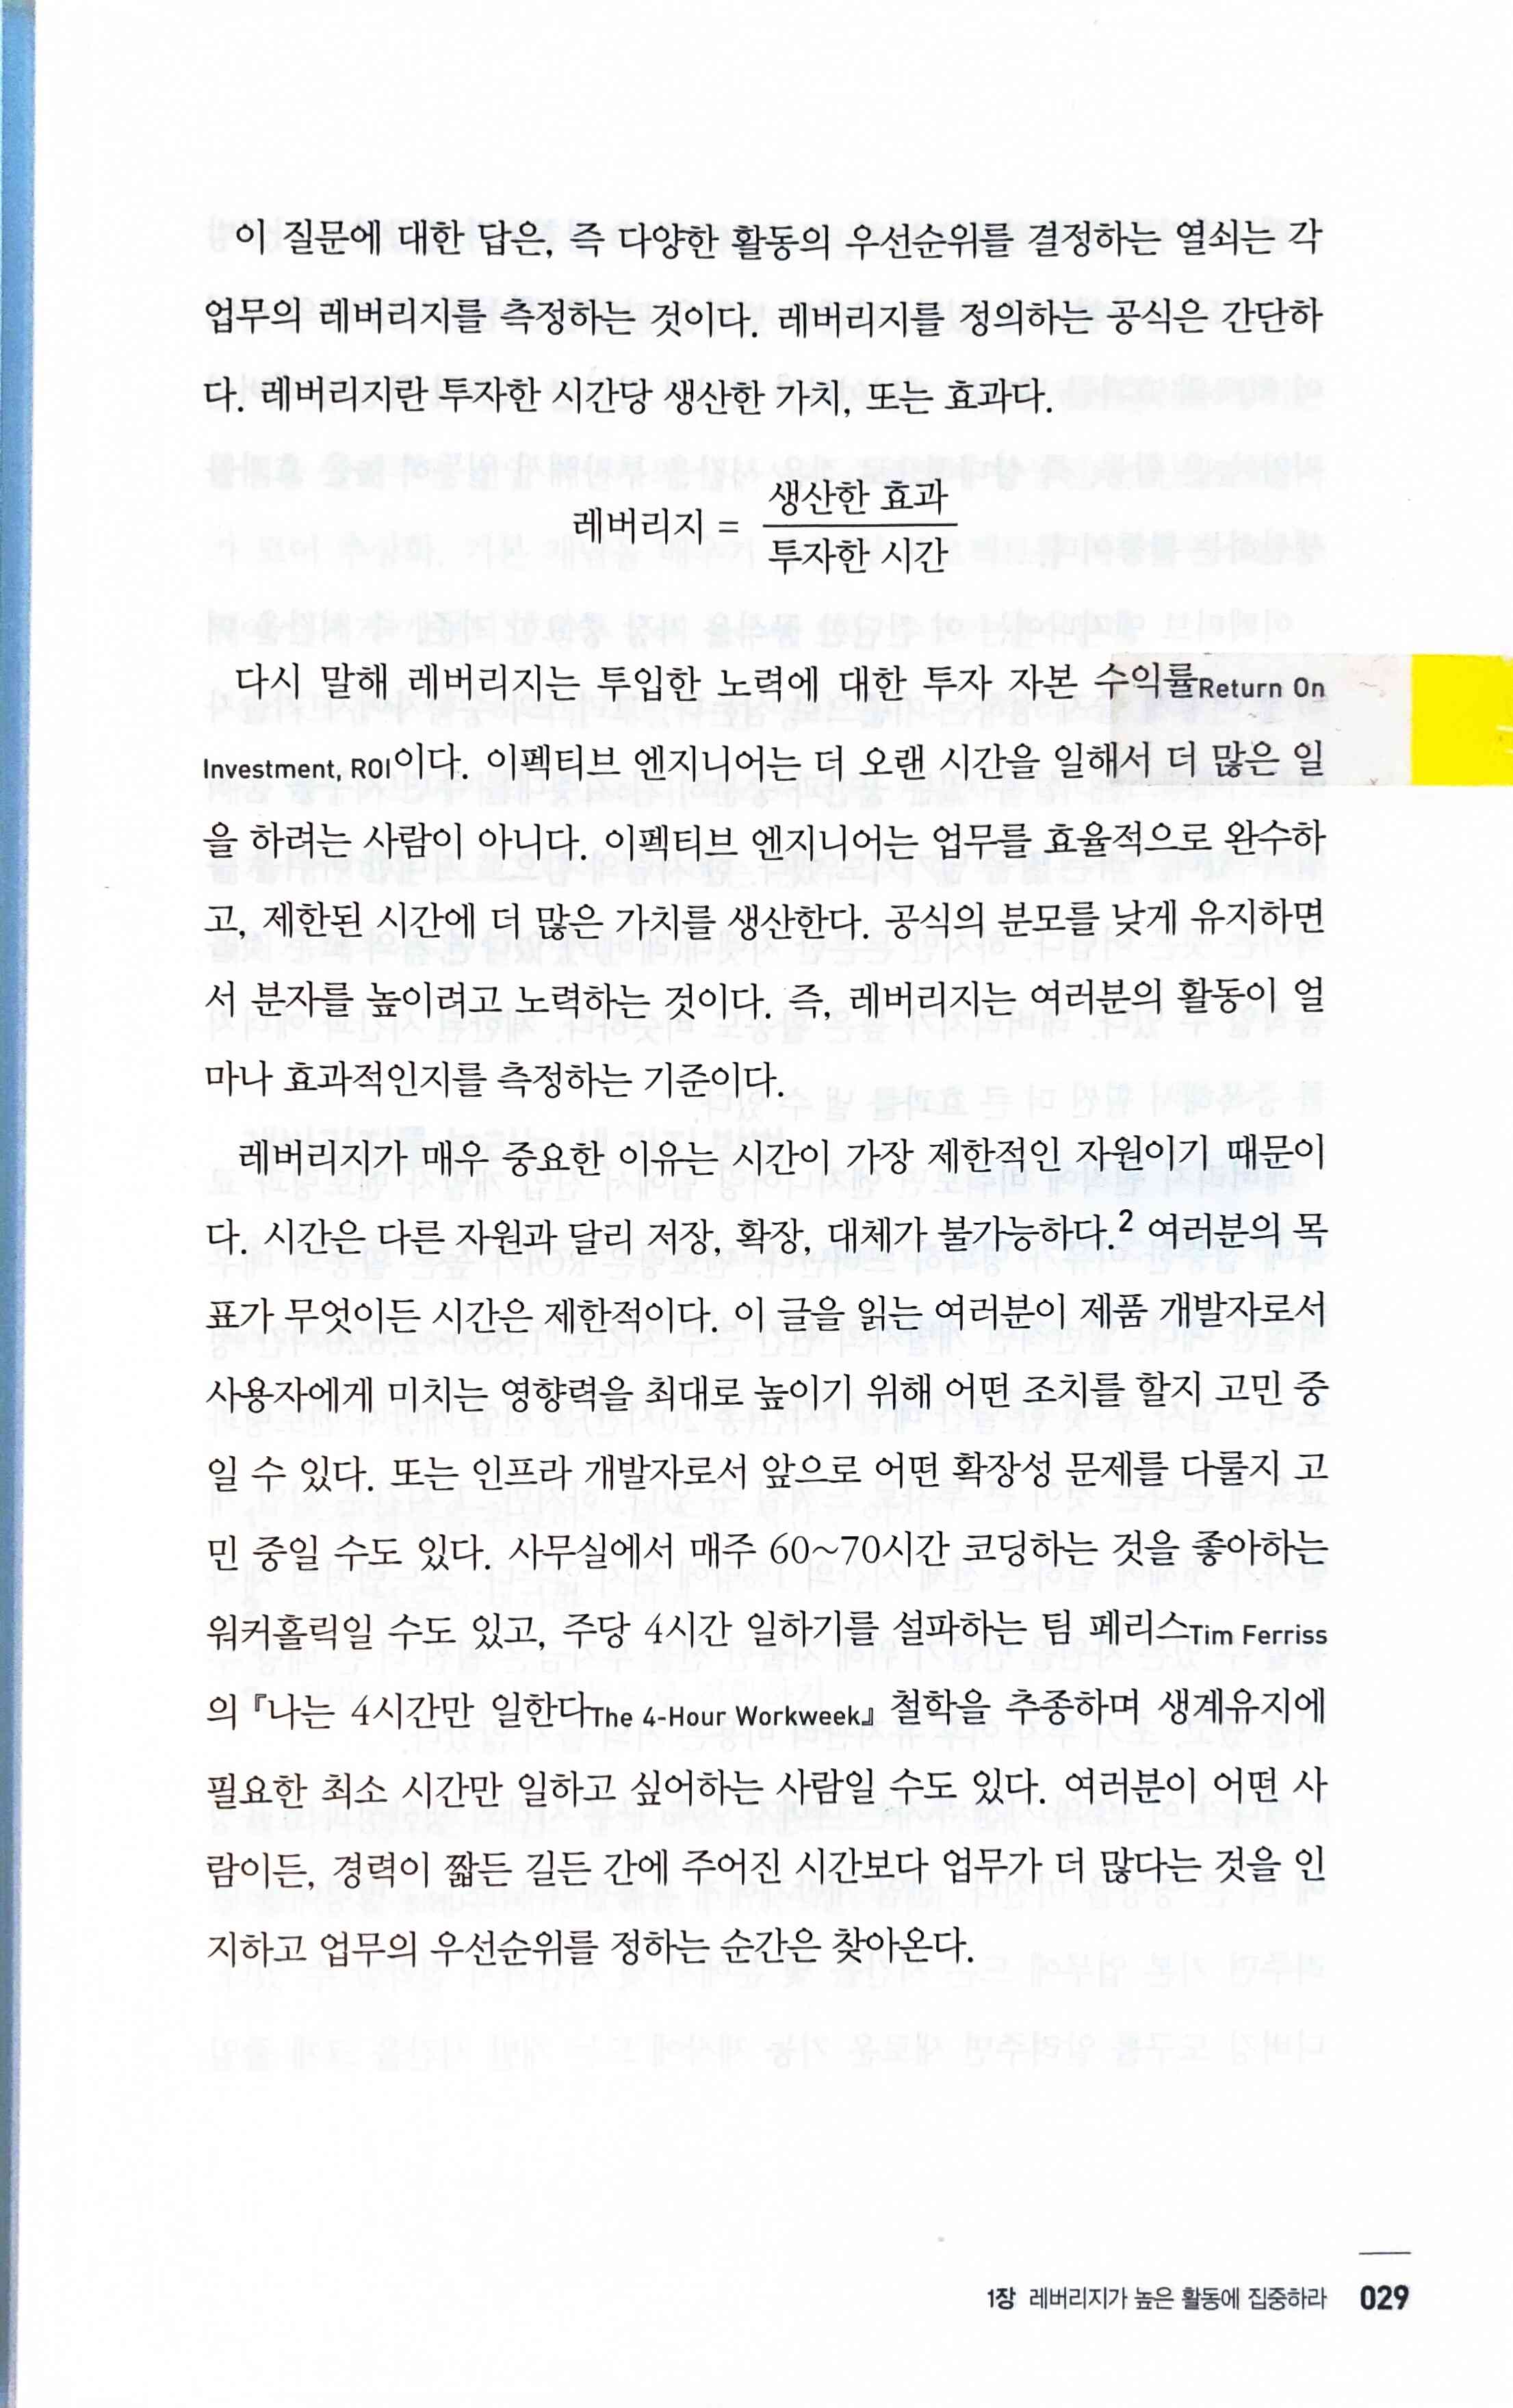 이 질문에 대한 답은, 즉 다양한 활동의 우선순위를 결정하는 열쇠는 각
업무의 레버리지를 측정하는 것이다. 레버리지를 정의하는 공식은 간단하
다. 레버리지란 투자한 시간당 생산한 가치, 또는 효과다.
생산한 효과
레버리지 =
투자한 시간
다시 말해 레버리지는 투입한 노력에 대한 투자 자본 수익률Return On
Investment, ROI이다. 이펙티브 엔지니어는 더 오랜 시간을 일해서 더 많은 일
을 하려는 사람이 아니다. 이펙티브 엔지니어는 업무를 효율적으로 완수하
고, 제한된 시간에 더 많은 가치를 생산한다. 공식의 분모를 낮게 유지하면
서 분자를 높이려고 노력하는 것이다. 즉, 레버리지는 여러분의 활동이 얼
마나 효과적인지를 측정하는 기준이다.
레버리지가 매우 중요한 이유는 시간이 가장 제한적인 자원이기 때문이
다. 시간은 다른 자원과 달리 저장, 확장, 대체가 불가능하다.2 여러분의 목
표가 무엇이든 시간은 제한적이다. 이 글을 읽는 여러분이 제품 개발자로서
사용자에게 미치는 영향력을 최대로 높이기 위해 어떤 조치를 할지 고민 중
일 수 있다. 또는 인프라 개발자로서 앞으로 어떤 확장성 문제를 다룰지 고
민 중일 수도 있다. 사무실에서 매주 60~70시간 코딩하는 것을 좋아하는
워커홀릭일 수도 있고, 주당 4시간 일하기를 설파하는 팀 페리스Tim Ferriss
의 『나는 4시간만 일한다The 4-Hour Workweek』 철학을 추종하며 생계유지에
필요한 최소 시간만 일하고 싶어하는 사람일 수도 있다. 여러분이 어떤 사
람이든, 경력이 짧든 길든 간에 주어진 시간보다 업무가 더 많다는 것을 인
지하고 업무의 우선순위를 정하는 순간은 찾아온다.
1장 레버리지가 높은 활동에 집중하라 029